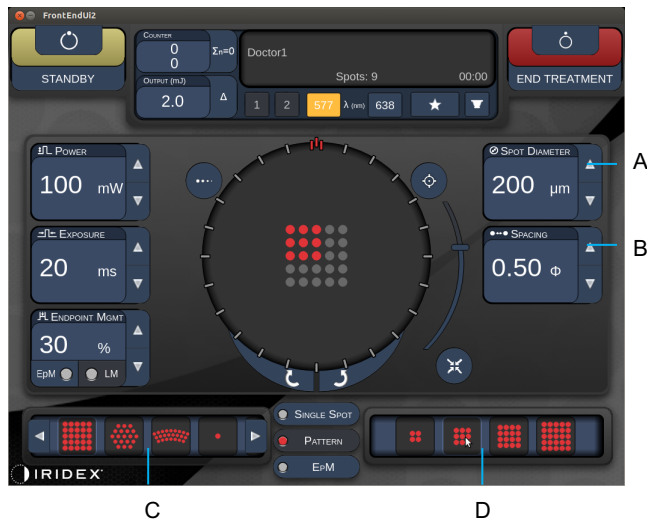 FrontEndUi2
STANDBY
COUNTER
0
0
Σn=0
OUTPUT (mJ)
2.0
Δ
Doctor1
Spots: 9
00:00
1 2 577 λ (nm) 638
END TREATMENT
POWER
100 mW
EXPOSURE
20 ms
ENDPOINT MGMT
30 %
EPM LM
SPOT DIAMETER
200 μm
A
SPACING
0.50 Φ
B
SINGLE SPOT
PATTERN
EPM
IRIDEX
C
D